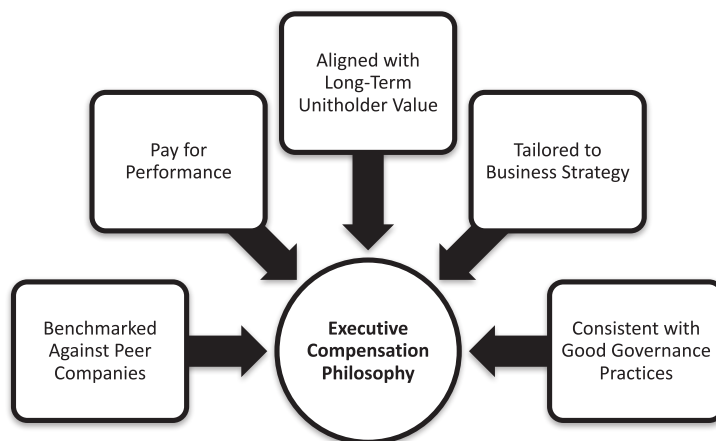 Aligned with
Long-Term
Unitholder Value
Pay for
Performance
Tailored to
Business Strategy
Benchmarked
Against Peer
Companies
Executive
Compensation
Philosophy
Consistent with
Good Governance
Practices